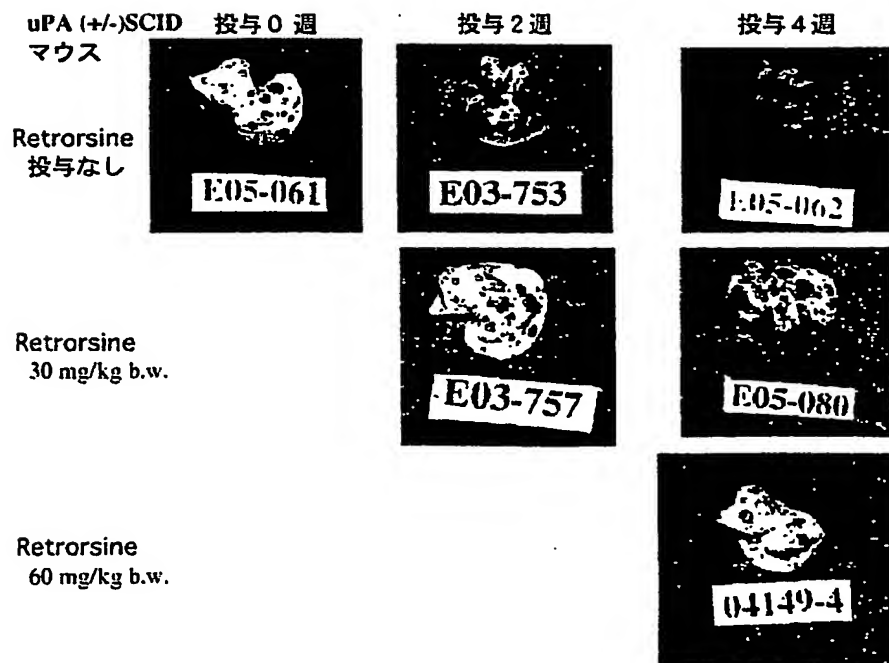 uPA (+/-)SCID 投与0週 投与2週 投与4週
マウス
Retrorsine
投与なし
E05-061 E03-753 E05-062
Retrorsine
30 mg/kg b.w.
E03-757 E05-080
Retrorsine
60 mg/kg b.w.
04149-4